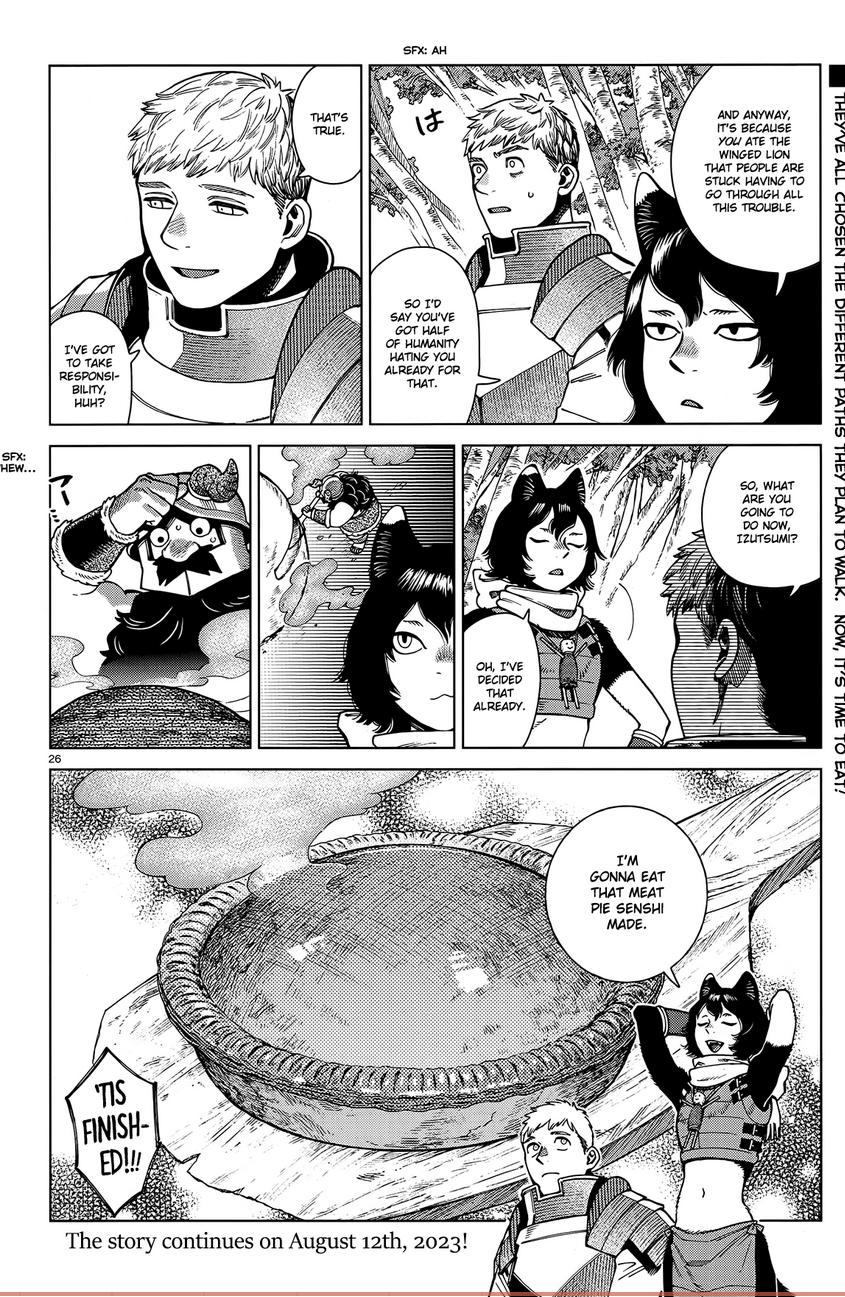 SFX: AH
AND ANYWAY,
IT'S BECAUSE
YOU ATE THE
WINGED LION
THAT PEOPLE ARE
STUCK HAVING TO
GO THROUGH ALL
THIS TROUBLE.
は
SO I'D
SAY YOU'VE
GOT HALF
OF HUMANITY
HATING YOU
ALREADY FOR
THAT.
THAT'S
TRUE.
I'VE GOT
TO TAKE
RESPONSI-
BILITY,
HUH?
THEY'VE ALL CHOSEN THE DIFFERENT PATHS THEY PLAN TO WALK. NOW, IT'S TIME TO EAT!
SO, WHAT
ARE YOU
GOING TO
DO NOW,
IZUTSUMI?
OH, I'VE
DECIDED
THAT
ALREADY.
SFX:
HEW...
フー
26
I'M
GONNA EAT
THAT MEAT
PIE SENSHI
MADE.
'TIS
FINISH-
ED!!!
The story continues on August 12th, 2023!